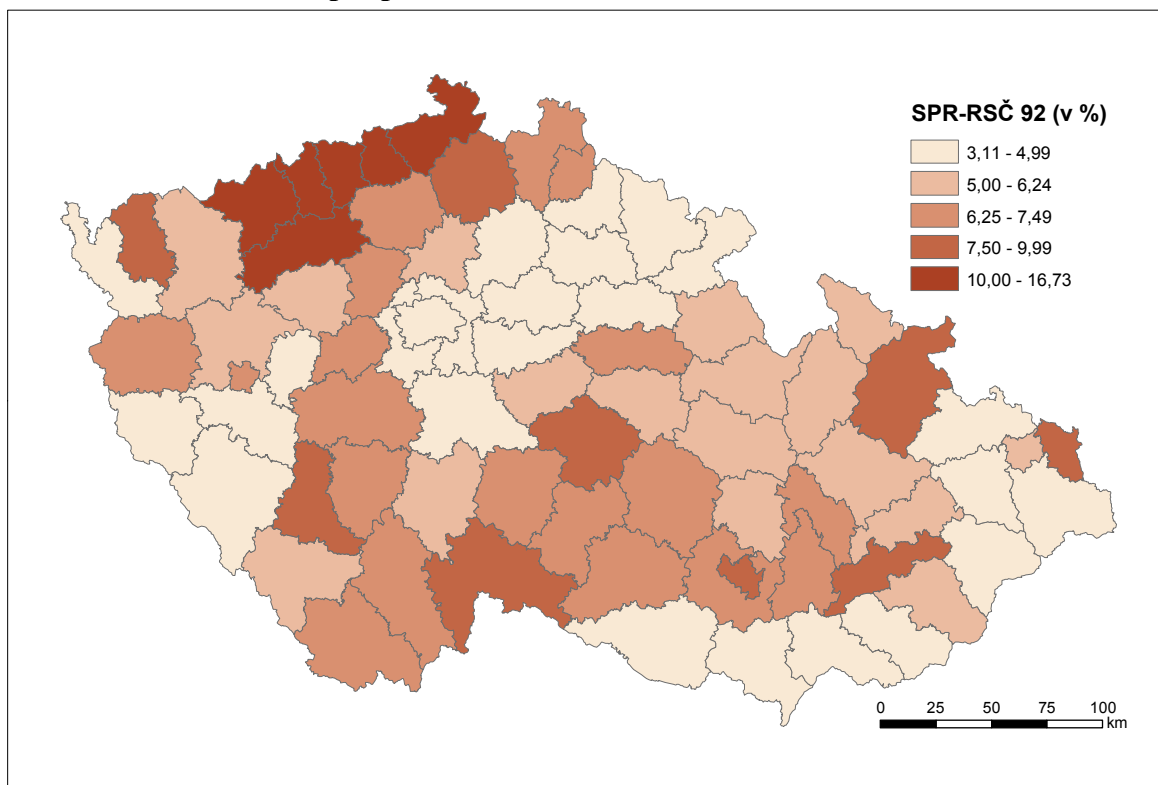 SPR-RSČ 92 (v %)
3,11 - 4,99
5,00 - 6,24
6,25 - 7,49
7,50 - 9,99
10,00 - 16,73
0 25 50 75 100
km